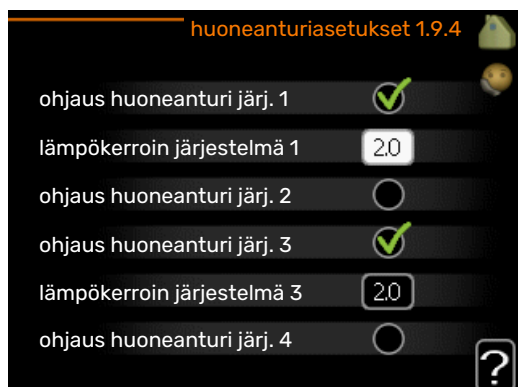 huoneanturiasetukset 1.9.4
ohjaus huoneanturi järj. 1
lämpökerroin järjestelmä 1 2.0
ohjaus huoneanturi järj. 2
ohjaus huoneanturi järj. 3
lämpökerroin järjestelmä 3 2.0
ohjaus huoneanturi järj. 4
?